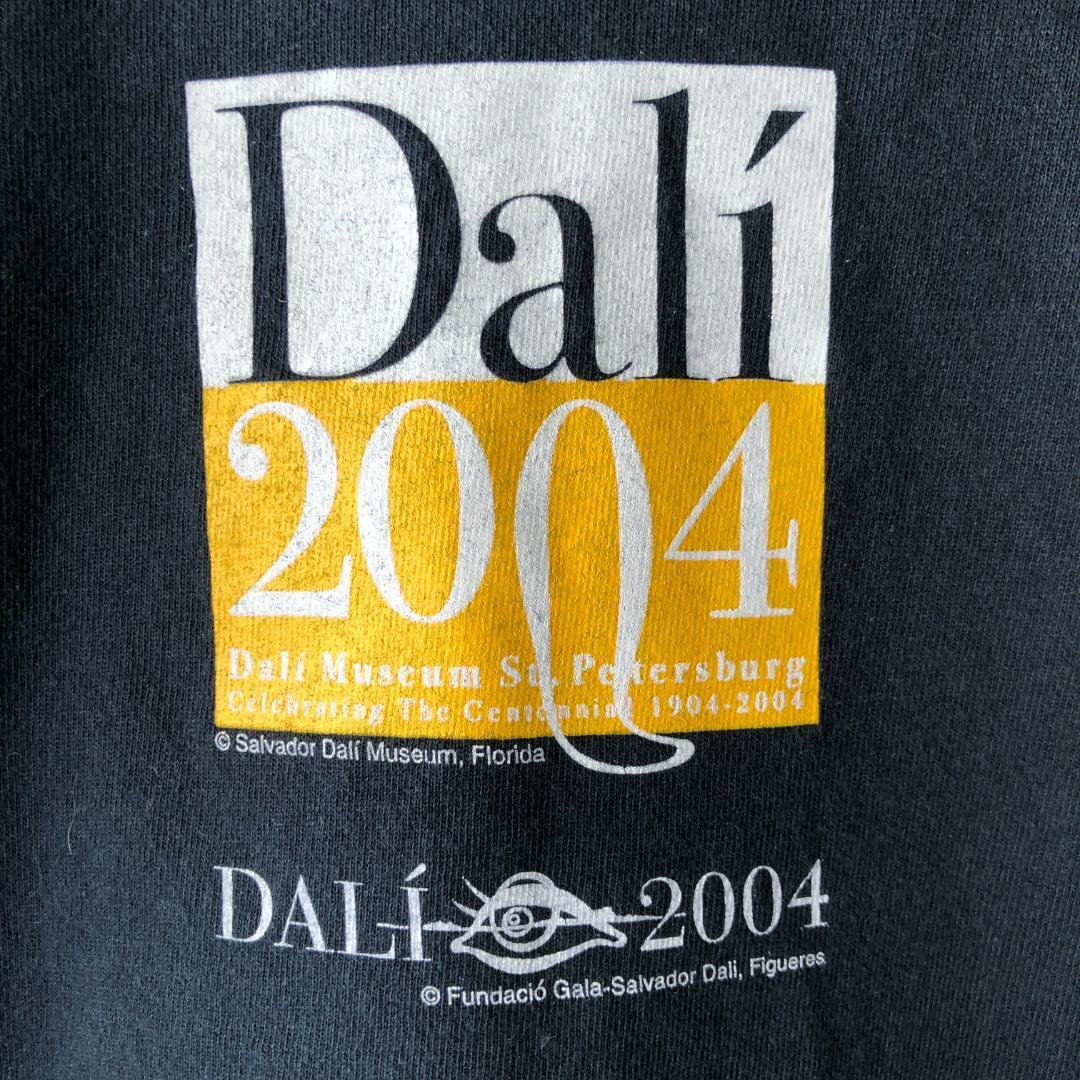 Dalí
2004
Dalí Museum St. Petersburg
Celebrating The Centennial 1904-2004
© Salvador Dalí Museum, Florida
DALÍ 2004
© Fundació Gala-Salvador Dali, Figueres